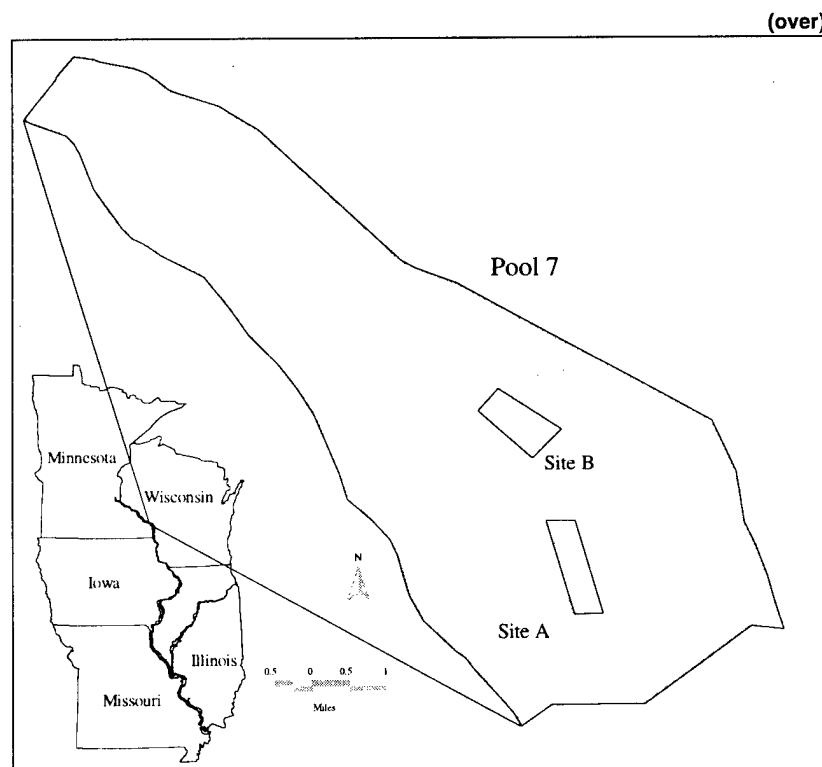 (over)
Pool 7
Site B
Site A
Minnesota
Wisconsin
Iowa
Illinois
Missouri
N
0.5 0 0.5 1
Miles